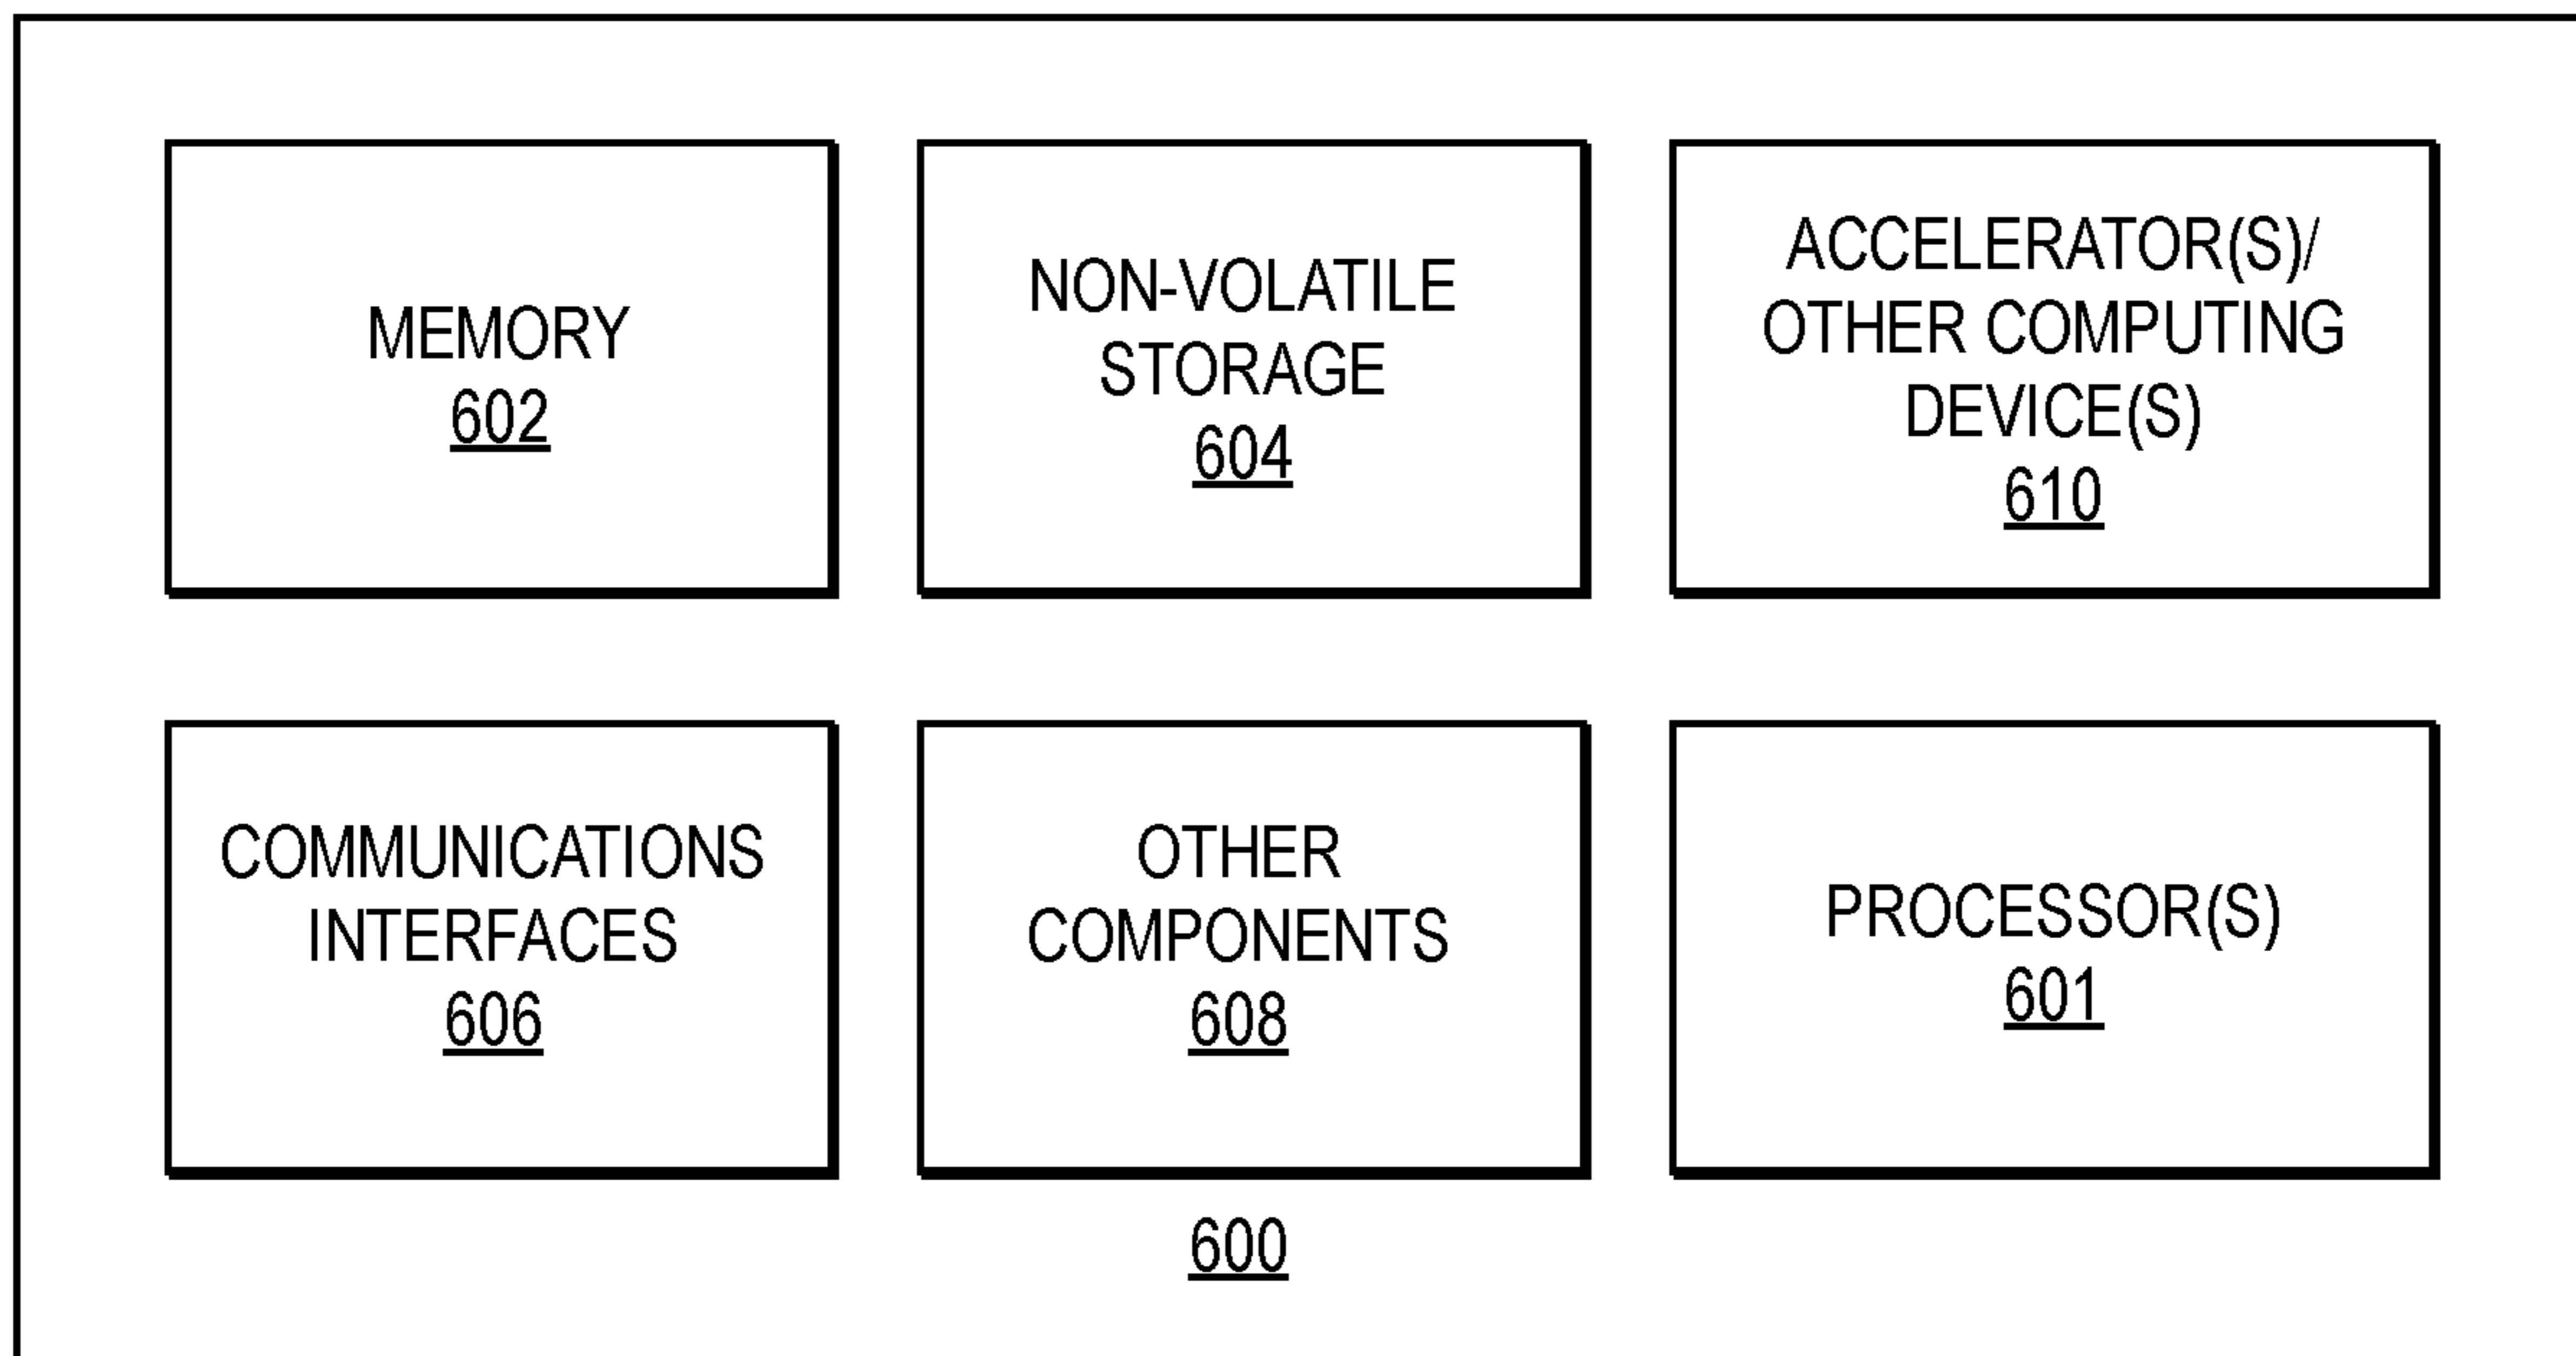 MEMORY
602
NON-VOLATILE
STORAGE
604
ACCELERATOR(S)/
OTHER COMPUTING
DEVICE(S)
610
COMMUNICATIONS
INTERFACES
606
OTHER
COMPONENTS
608
PROCESSOR(S)
601
600